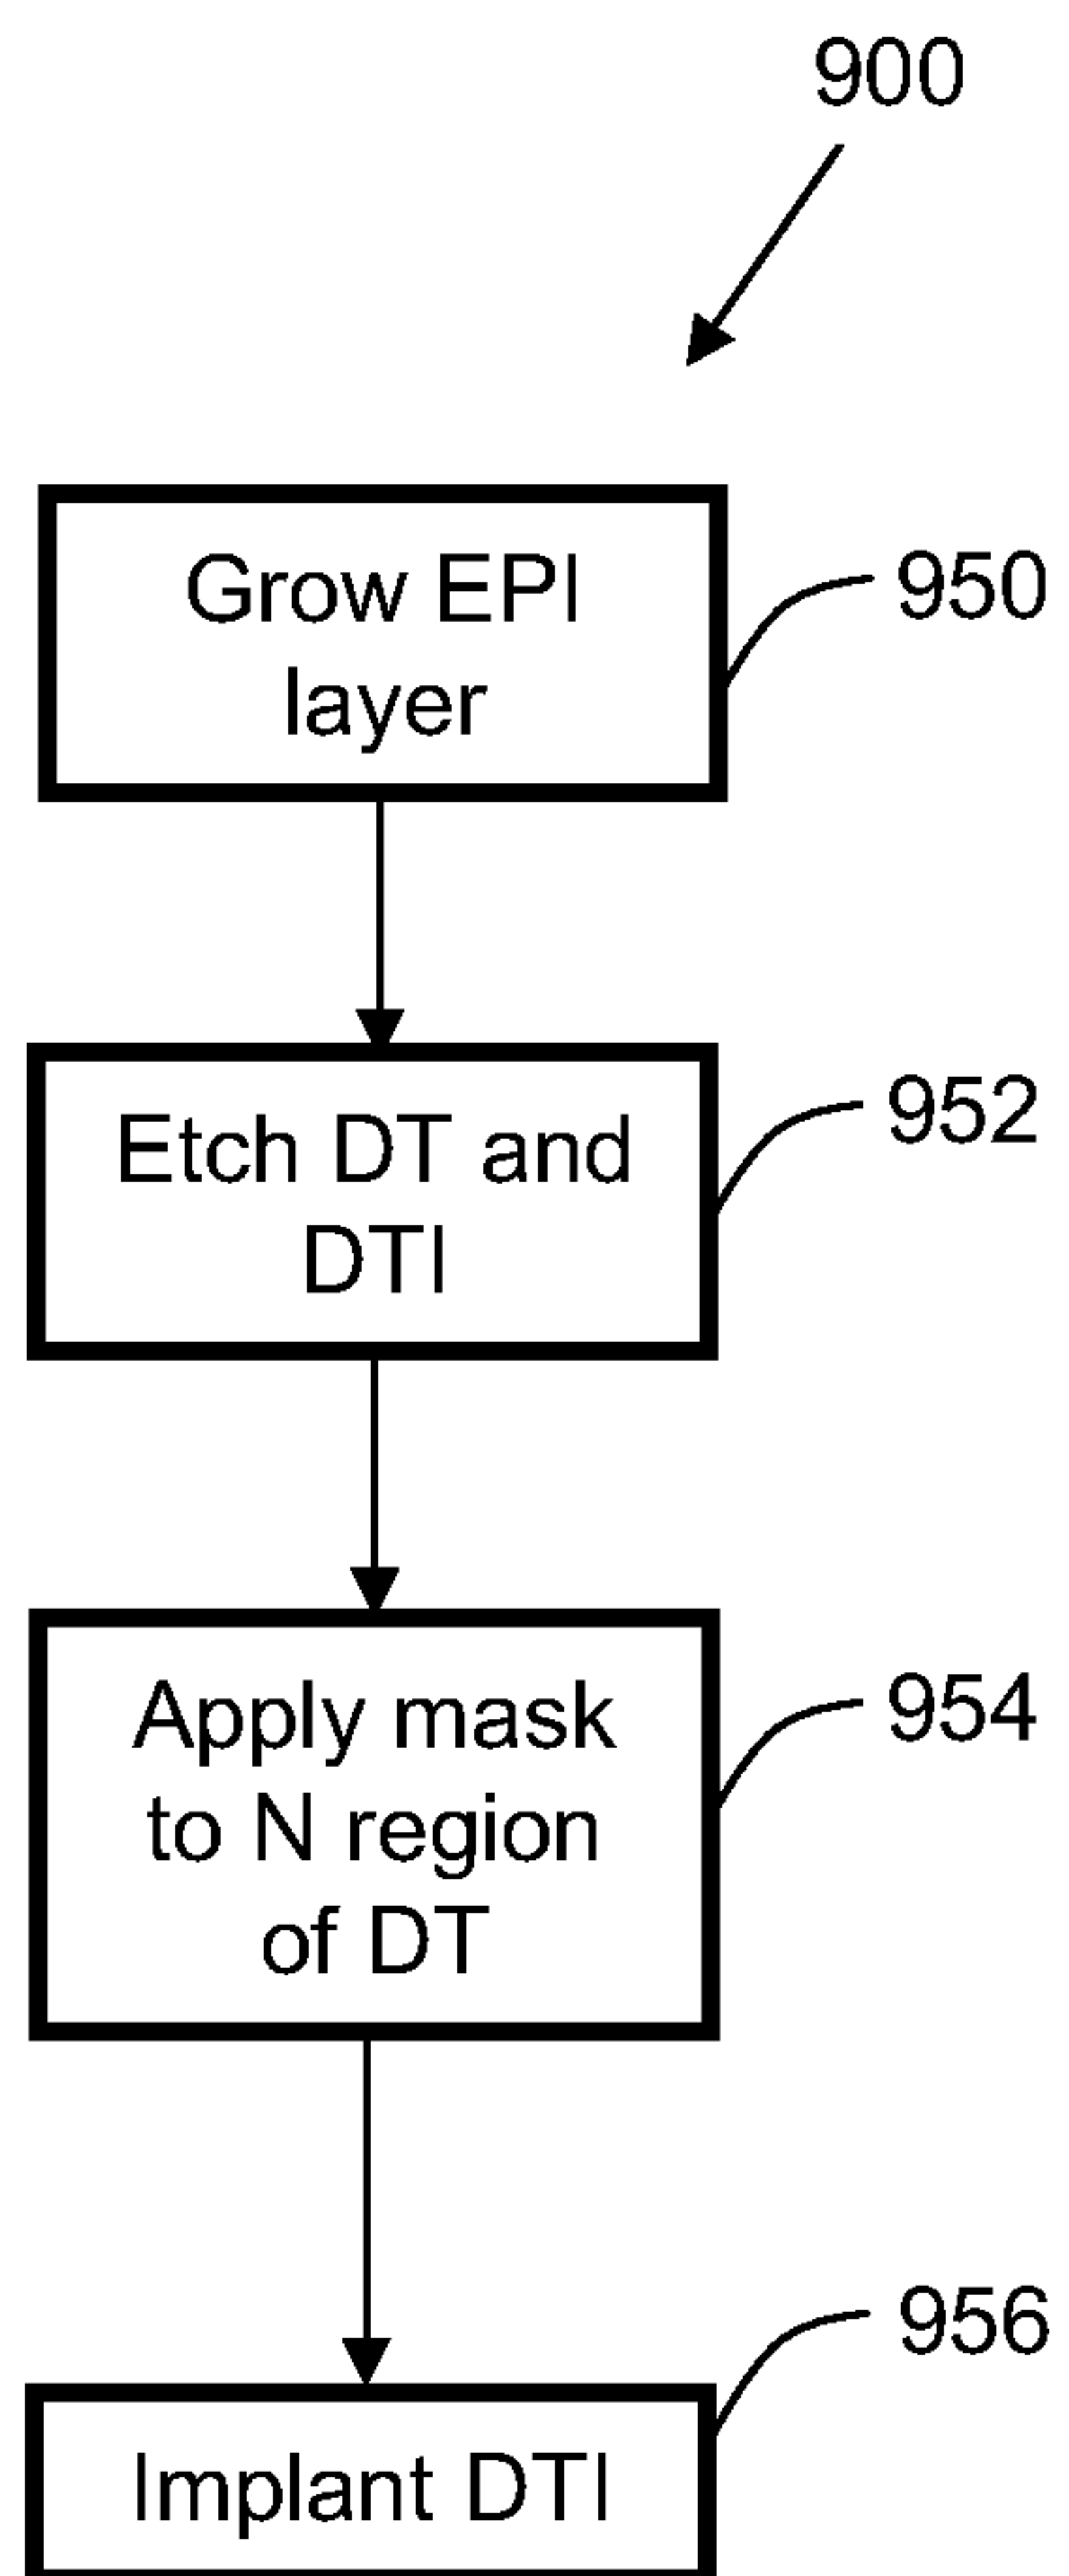 900
Grow EPI
layer
950
Etch DT and
DTI
952
Apply mask
to N region
of DT
954
Implant DTI
956